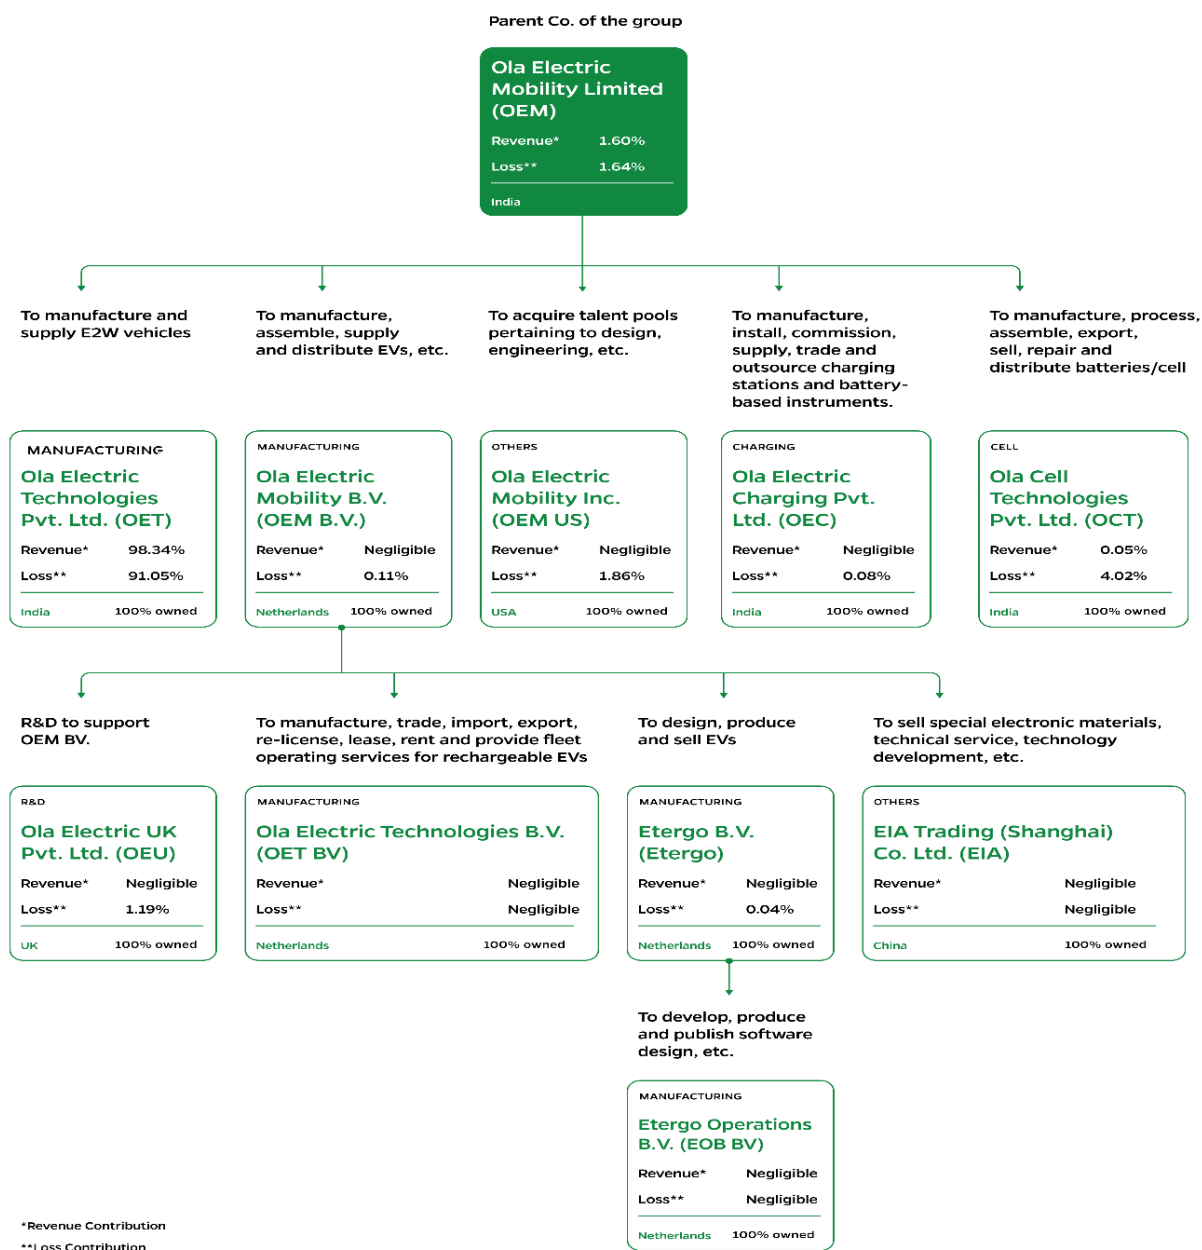 Parent Co. of the group
Ola Electric
Mobility Limited
(OEM)
Revenue* 1.60%
Loss** 1.64%
India
To manufacture and
supply E2W vehicles
To manufacture,
assemble, supply
and distribute EVs, etc.
To acquire talent pools
pertaining to design,
engineering, etc.
To manufacture,
install, commission,
supply, trade and
outsource charging
stations and battery-
based instruments.
To manufacture, process,
assemble, export,
sell, repair and
distribute batteries/cell
MANUFACTURING
Ola Electric
Technologies
Pvt. Ltd. (OET)
Revenue* 98.34%
Loss** 91.05%
India 100% owned
MANUFACTURING
Ola Electric
Mobility B.V.
(OEM B.V.)
Revenue* Negligible
Loss** 0.11%
Netherlands 100% owned
OTHERS
Ola Electric
Mobility Inc.
(OEM US)
Revenue* Negligible
Loss** 1.86%
USA 100% owned
CHARGING
Ola Electric
Charging Pvt.
Ltd. (OEC)
Revenue* Negligible
Loss** 0.08%
India 100% owned
CELL
Ola Cell
Technologies
Pvt. Ltd. (OCT)
Revenue* 0.05%
Loss** 4.02%
India 100% owned
R&D to support
OEM BV.
To manufacture, trade, import, export,
re-license, lease, rent and provide fleet
operating services for rechargeable EVs
To design, produce
and sell EVs
To sell special electronic materials,
technical service, technology
development, etc.
R&D
Ola Electric UK
Pvt. Ltd. (OEU)
Revenue* Negligible
Loss** 1.19%
UK 100% owned
MANUFACTURING
Ola Electric Technologies B.V.
(OET BV)
Revenue* Negligible
Loss** Negligible
Netherlands 100% owned
MANUFACTURING
Etergo B.V.
(Etergo)
Revenue* Negligible
Loss** 0.04%
Netherlands 100% owned
OTHERS
EIA Trading (Shanghai)
Co. Ltd. (EIA)
Revenue* Negligible
Loss** Negligible
China 100% owned
To develop, produce
and publish software
design, etc.
MANUFACTURING
Etergo Operations
B.V. (EOB BV)
Revenue* Negligible
Loss** Negligible
Netherlands 100% owned
*Revenue Contribution
**Loss Contribution